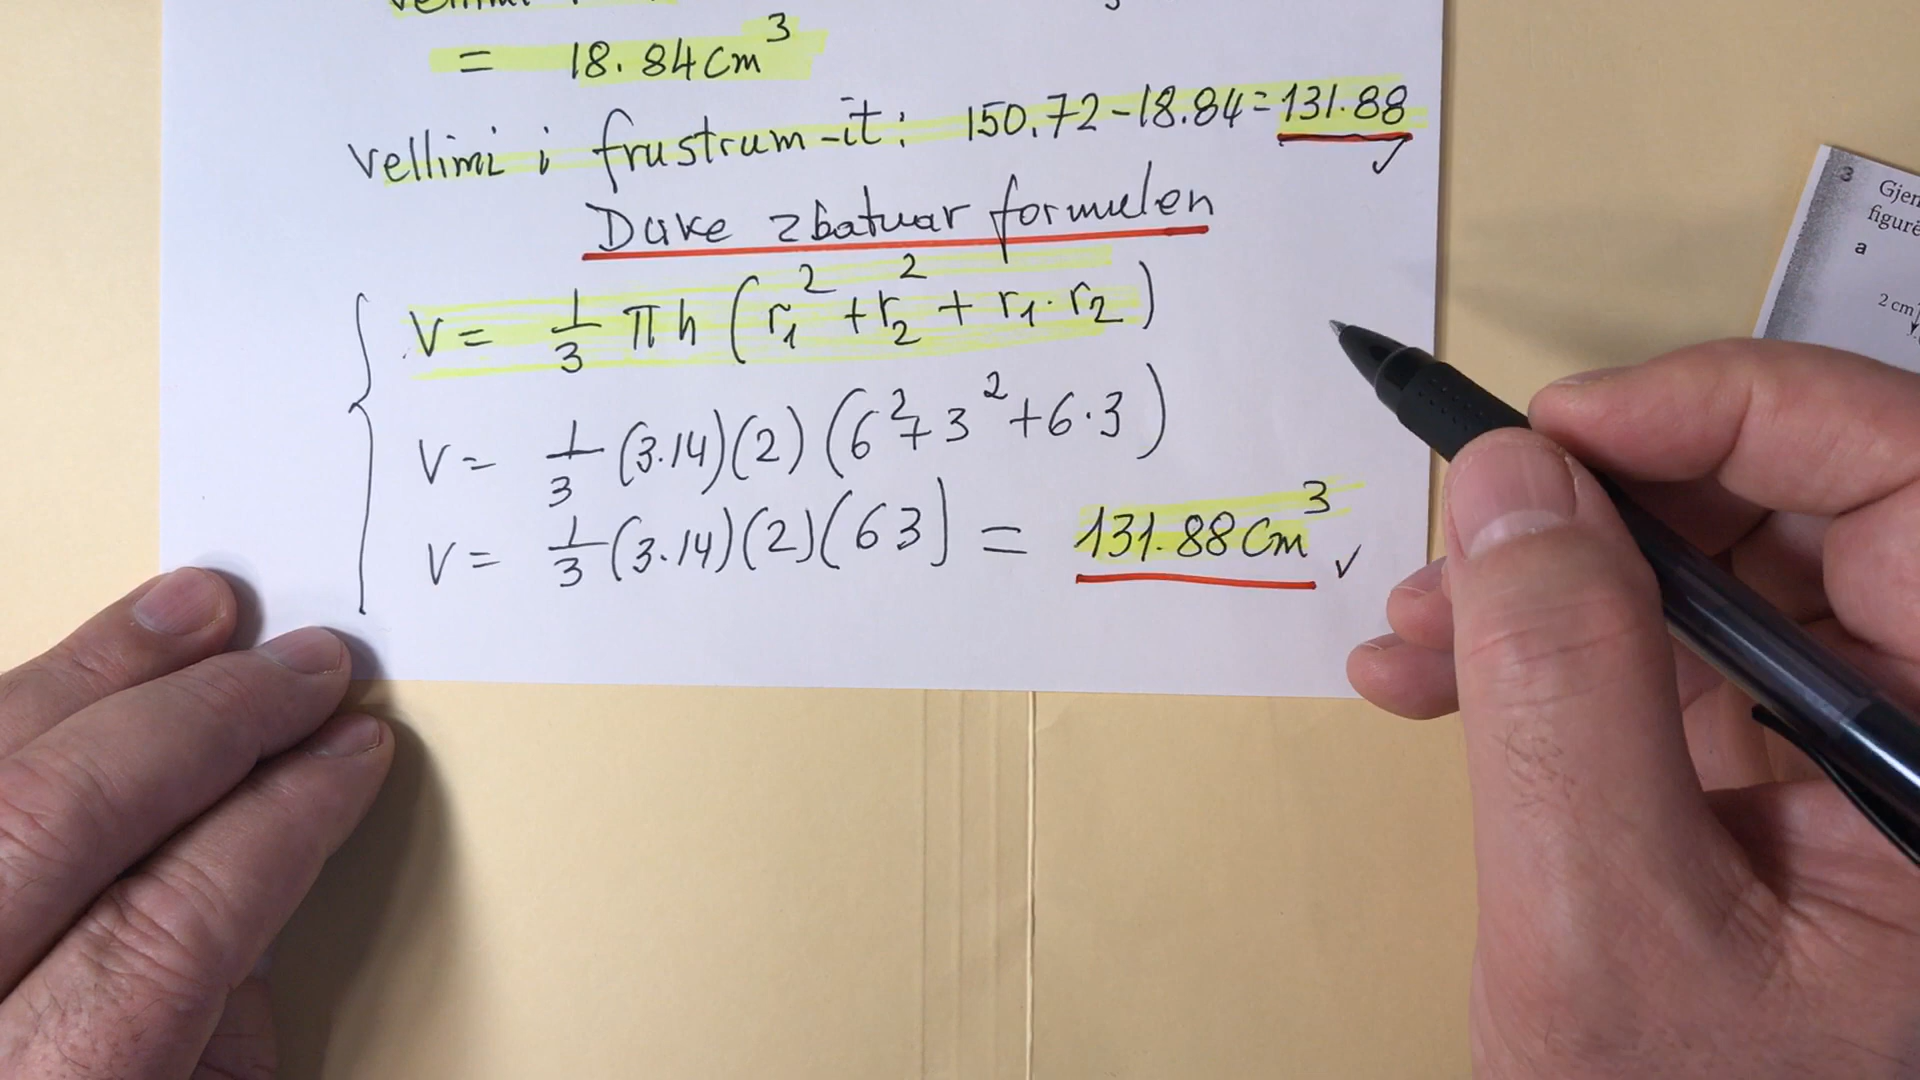 = 18.84cm³
Vellimi i frustrum-it: 150.72-18.84=131.88
Duke zbatuar formulen
V= 1/3 πh (r₁²+r₂²+r₁·r₂)
V= 1/3 (3.14)(2)(6²+3²+6·3)
V= 1/3 (3.14)(2)(63) = 131.88cm³
3
a
2 cm